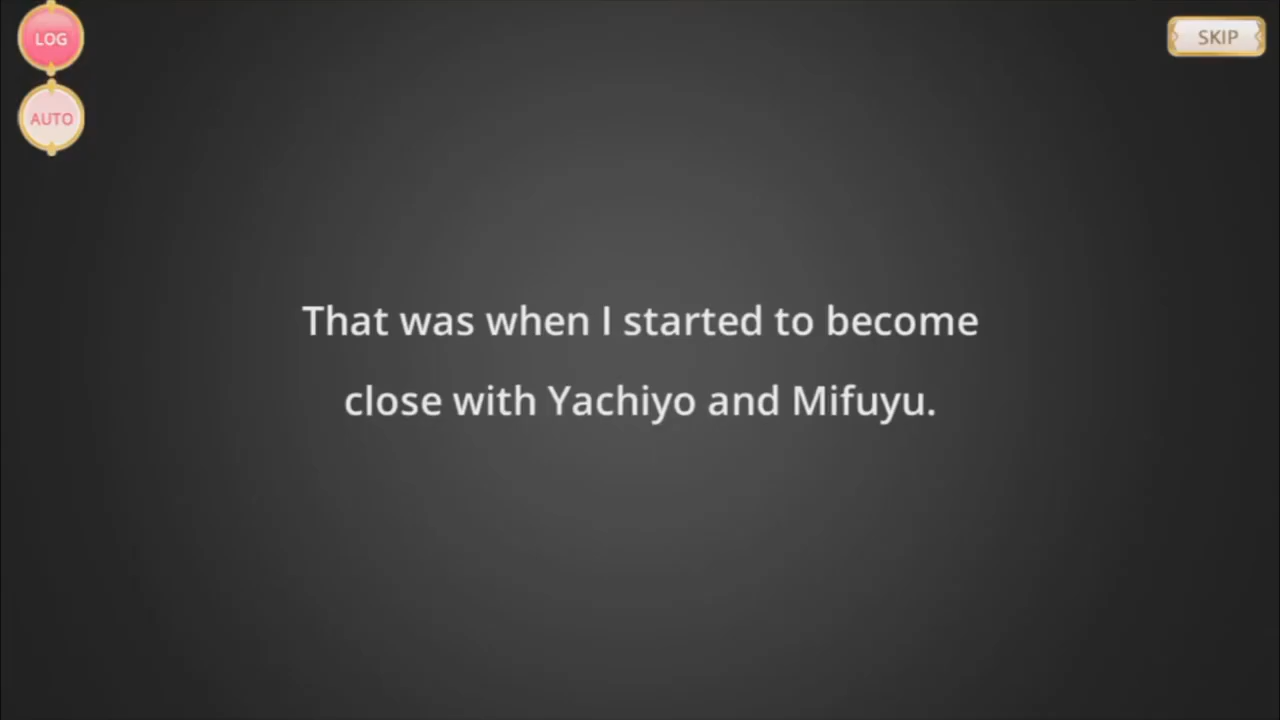 LOG
SKIP
AUTO
That was when I started to become
close with Yachiyo and Mifuyu.